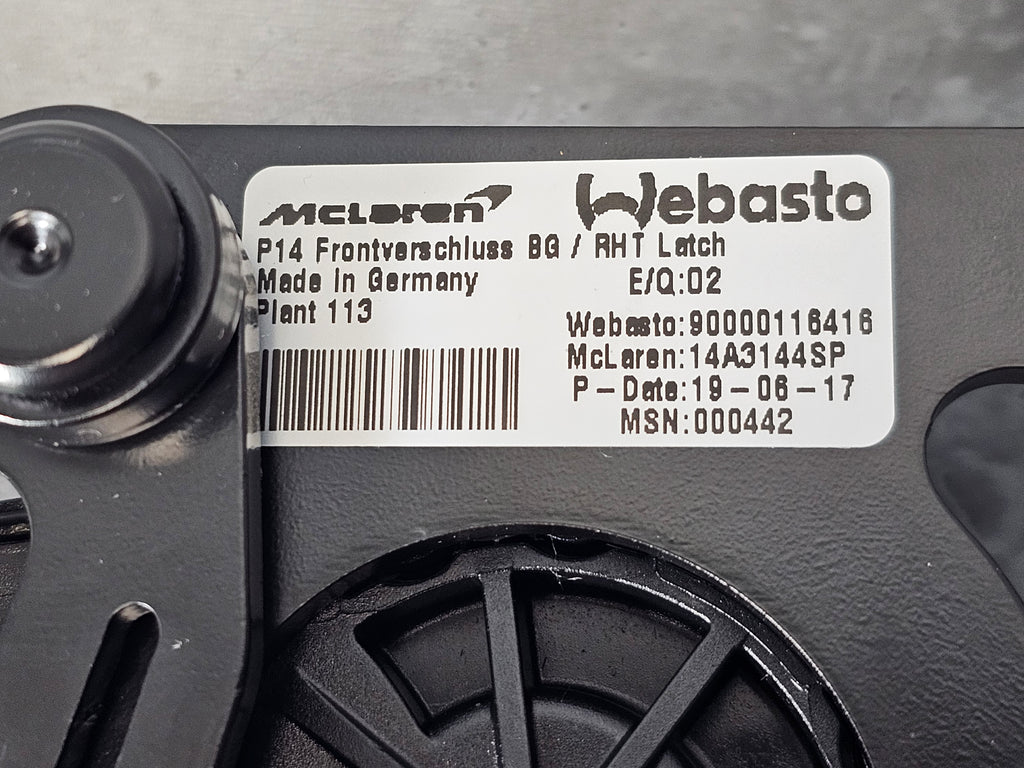 McLaren
Webasto
P14 Frontverschluss BG / RHT Latch
Made In Germany
E/Q:02
Plant 113
Webasto:90000116416
McLaren:14A3144SP
P-Date:19-06-17
MSN:000442